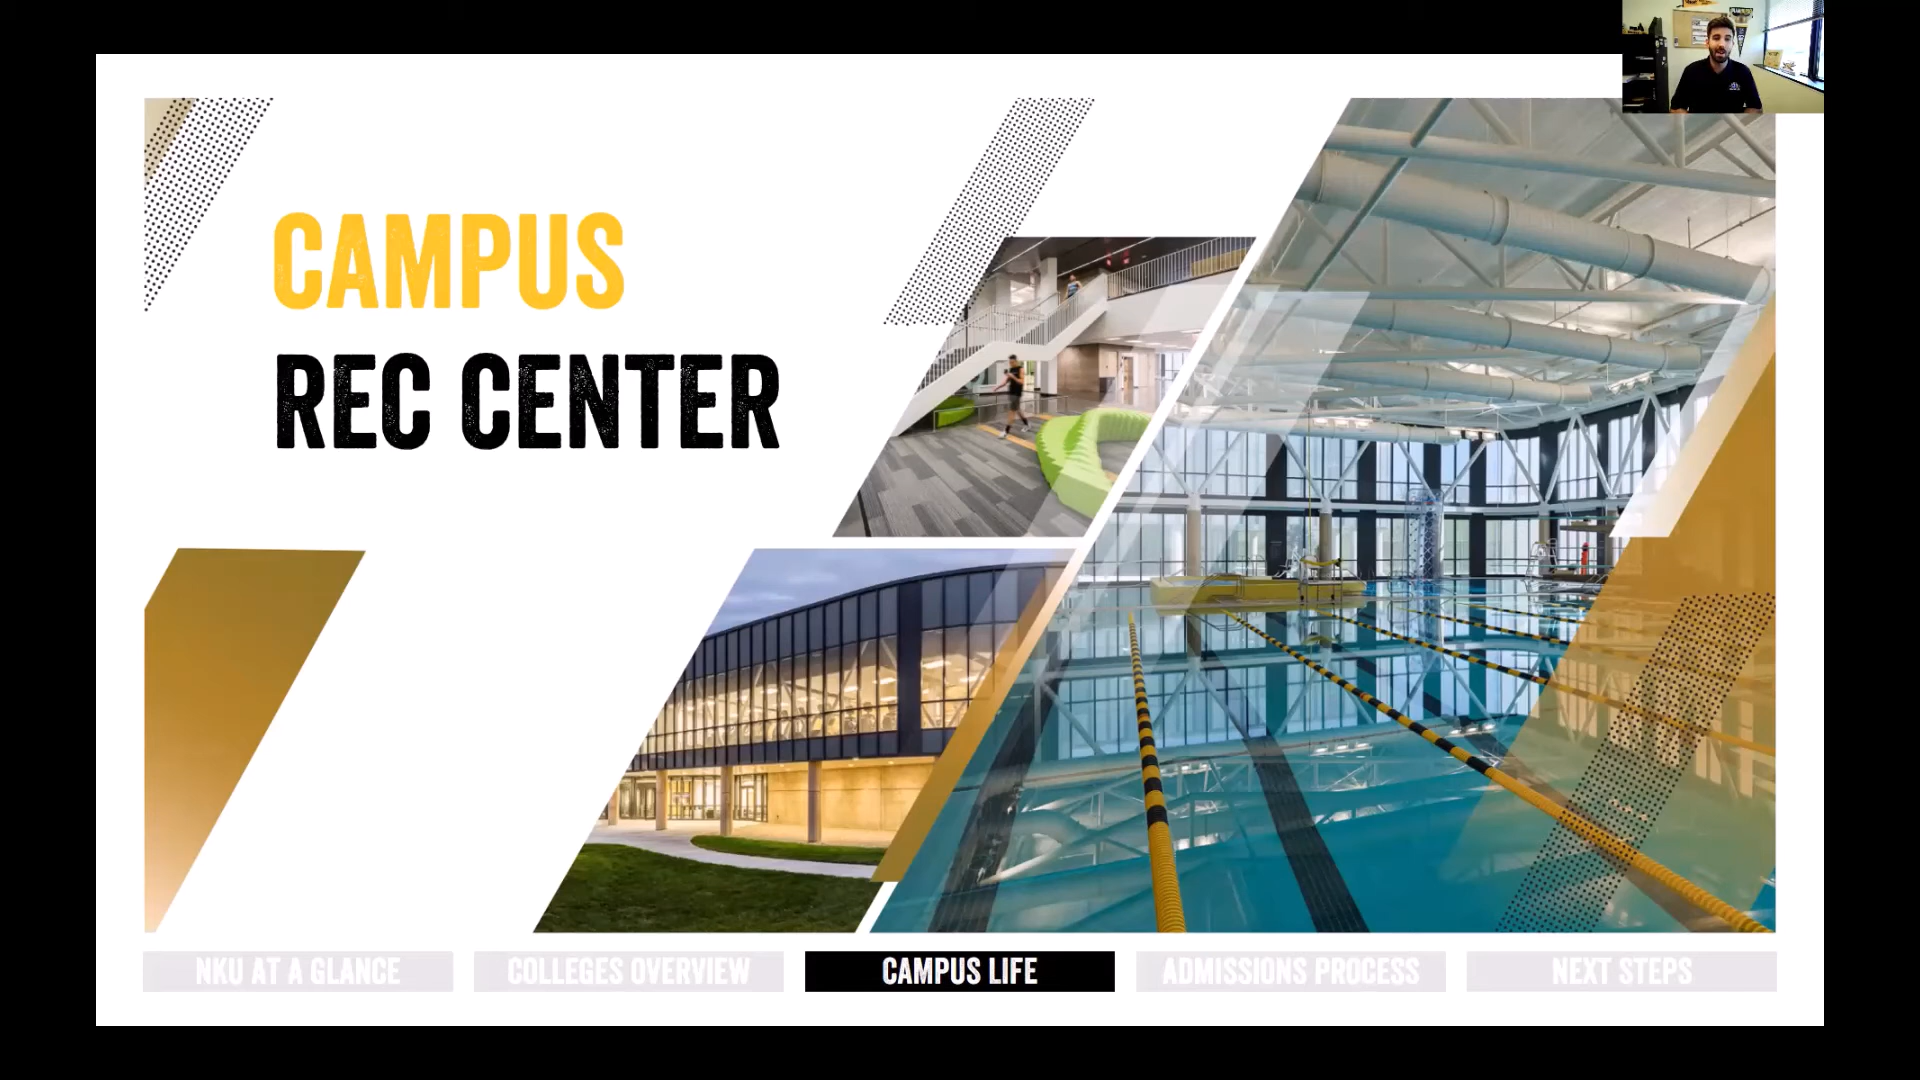 CAMPUS
REC CENTER
NKU AT A GLANCE
COLLEGES OVERVIEW
CAMPUS LIFE
ADMISSIONS PROCESS
NEXT STEPS